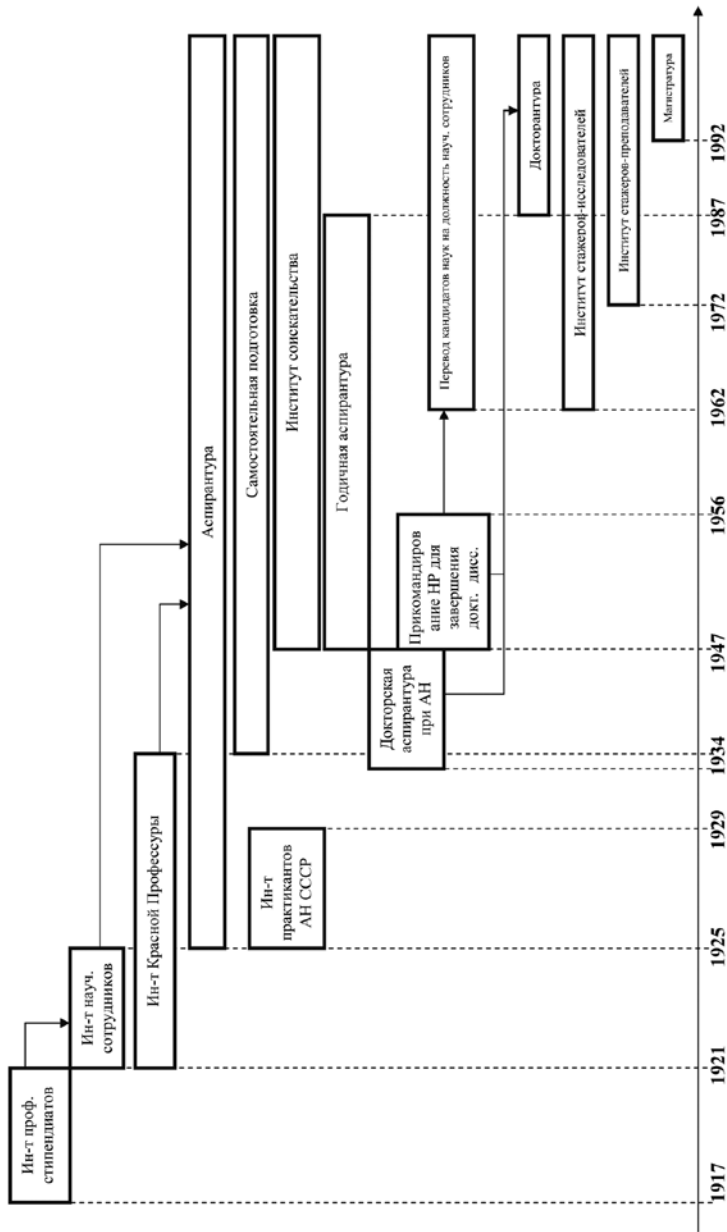 Ин-т проф.
стипендиатов
Ин-т науч.
сотрудников
Ин-т Красной Профессуры
Аспирантура
Ин-т
практикантов
АН СССР
Самостоятельная подготовка
Институт соискательства
Годичная аспирантура
Докторская
аспирантура
при АН
Прикомандиров
ание НР для
завершения
докт. дисс.
Перевод кандидатов наук на должность науч. сотрудников
Докторантура
Институт стажеров-исследователей
Институт стажеров-преподавателей
Магистратура
1917
1921
1925
1929
1934
1947
1956
1962
1972
1987
1992